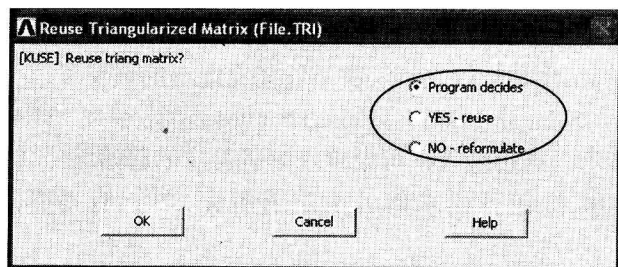 Reuse Triangularized Matrix (File.TRI)
[KUSE] Reuse triang matrix?
Program decides
YES - reuse
NO - reformulate
OK Cancel Help